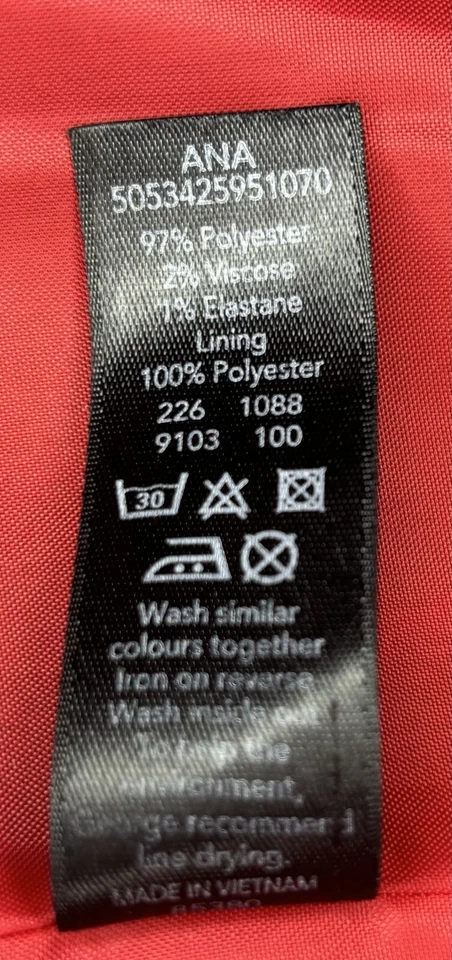 ANA
5053425951070
97% Polyester
2% Viscose
1% Elastane
Lining
100% Polyester
226 1088
9103 100
30
Wash similar
colours together
Iron on reverse
Wash inside out
To help the
environment,
George recommend
line drying.
MADE IN VIETNAM